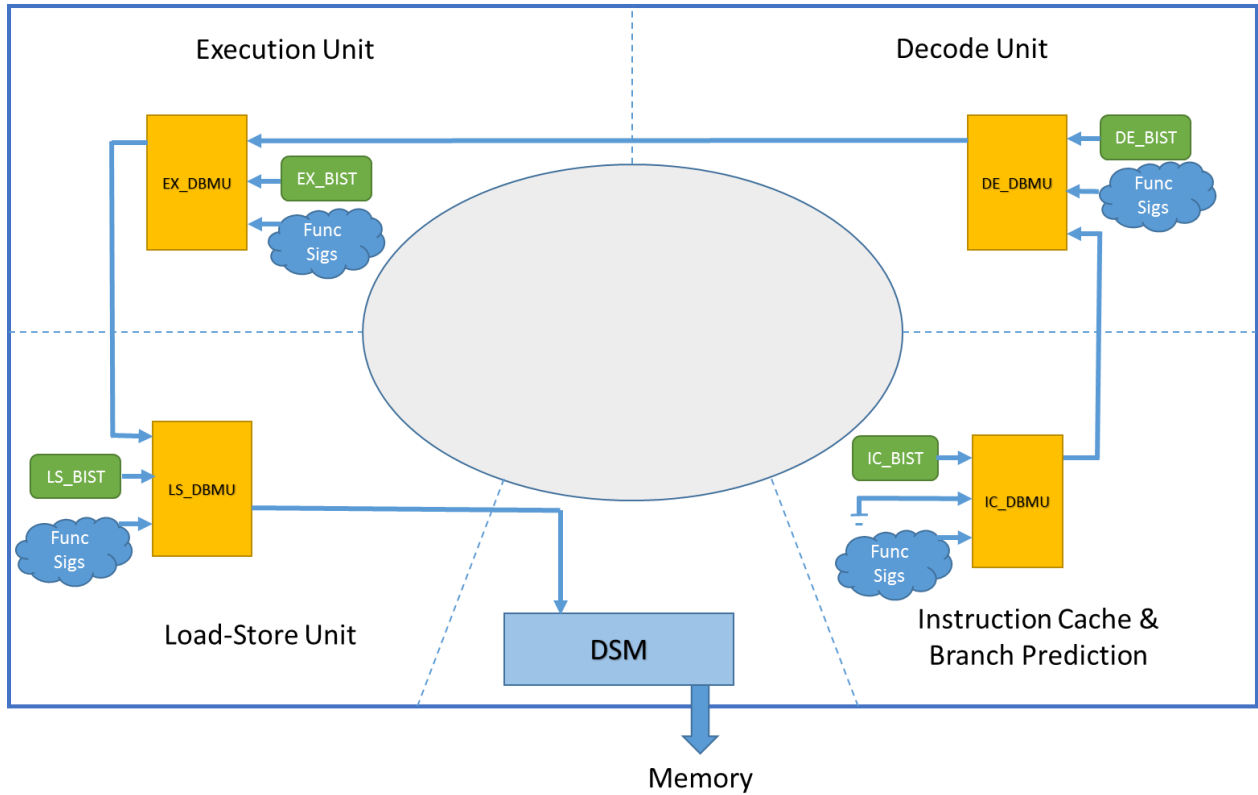 Execution Unit
Decode Unit
EX_DBMU
EX_BIST
Func
Sigs
DE_DBMU
DE_BIST
Func
Sigs
LS_BIST
LS_DBMU
Func
Sigs
IC_BIST
IC_DBMU
Func
Sigs
Load-Store Unit
DSM
Instruction Cache &
Branch Prediction
Memory